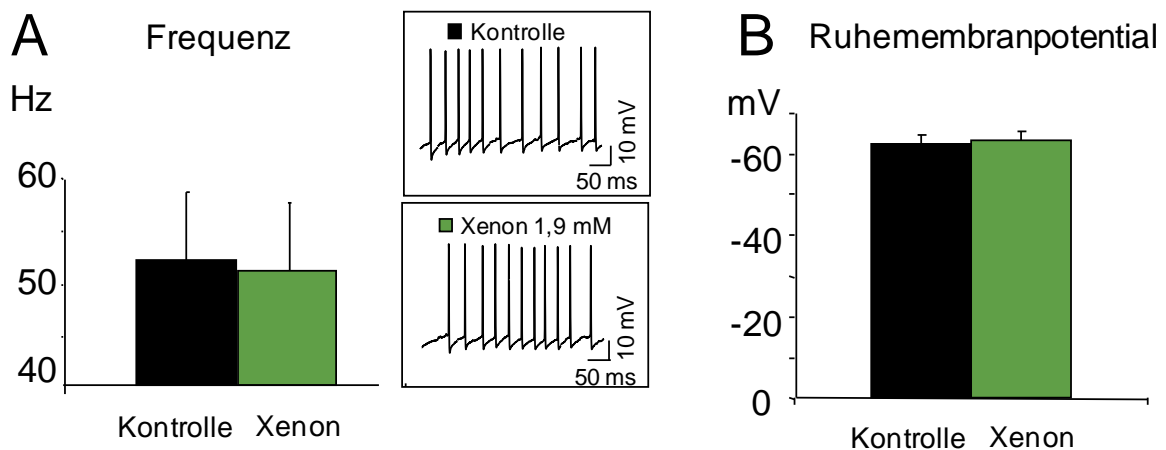 A
Frequenz
Hz
60
50
40
Kontrolle Xenon
Kontrolle
10 mV
50 ms
Xenon 1,9 mM
10 mV
50 ms
B
Ruhemembranpotential
mV
-60
-40
-20
0
Kontrolle Xenon